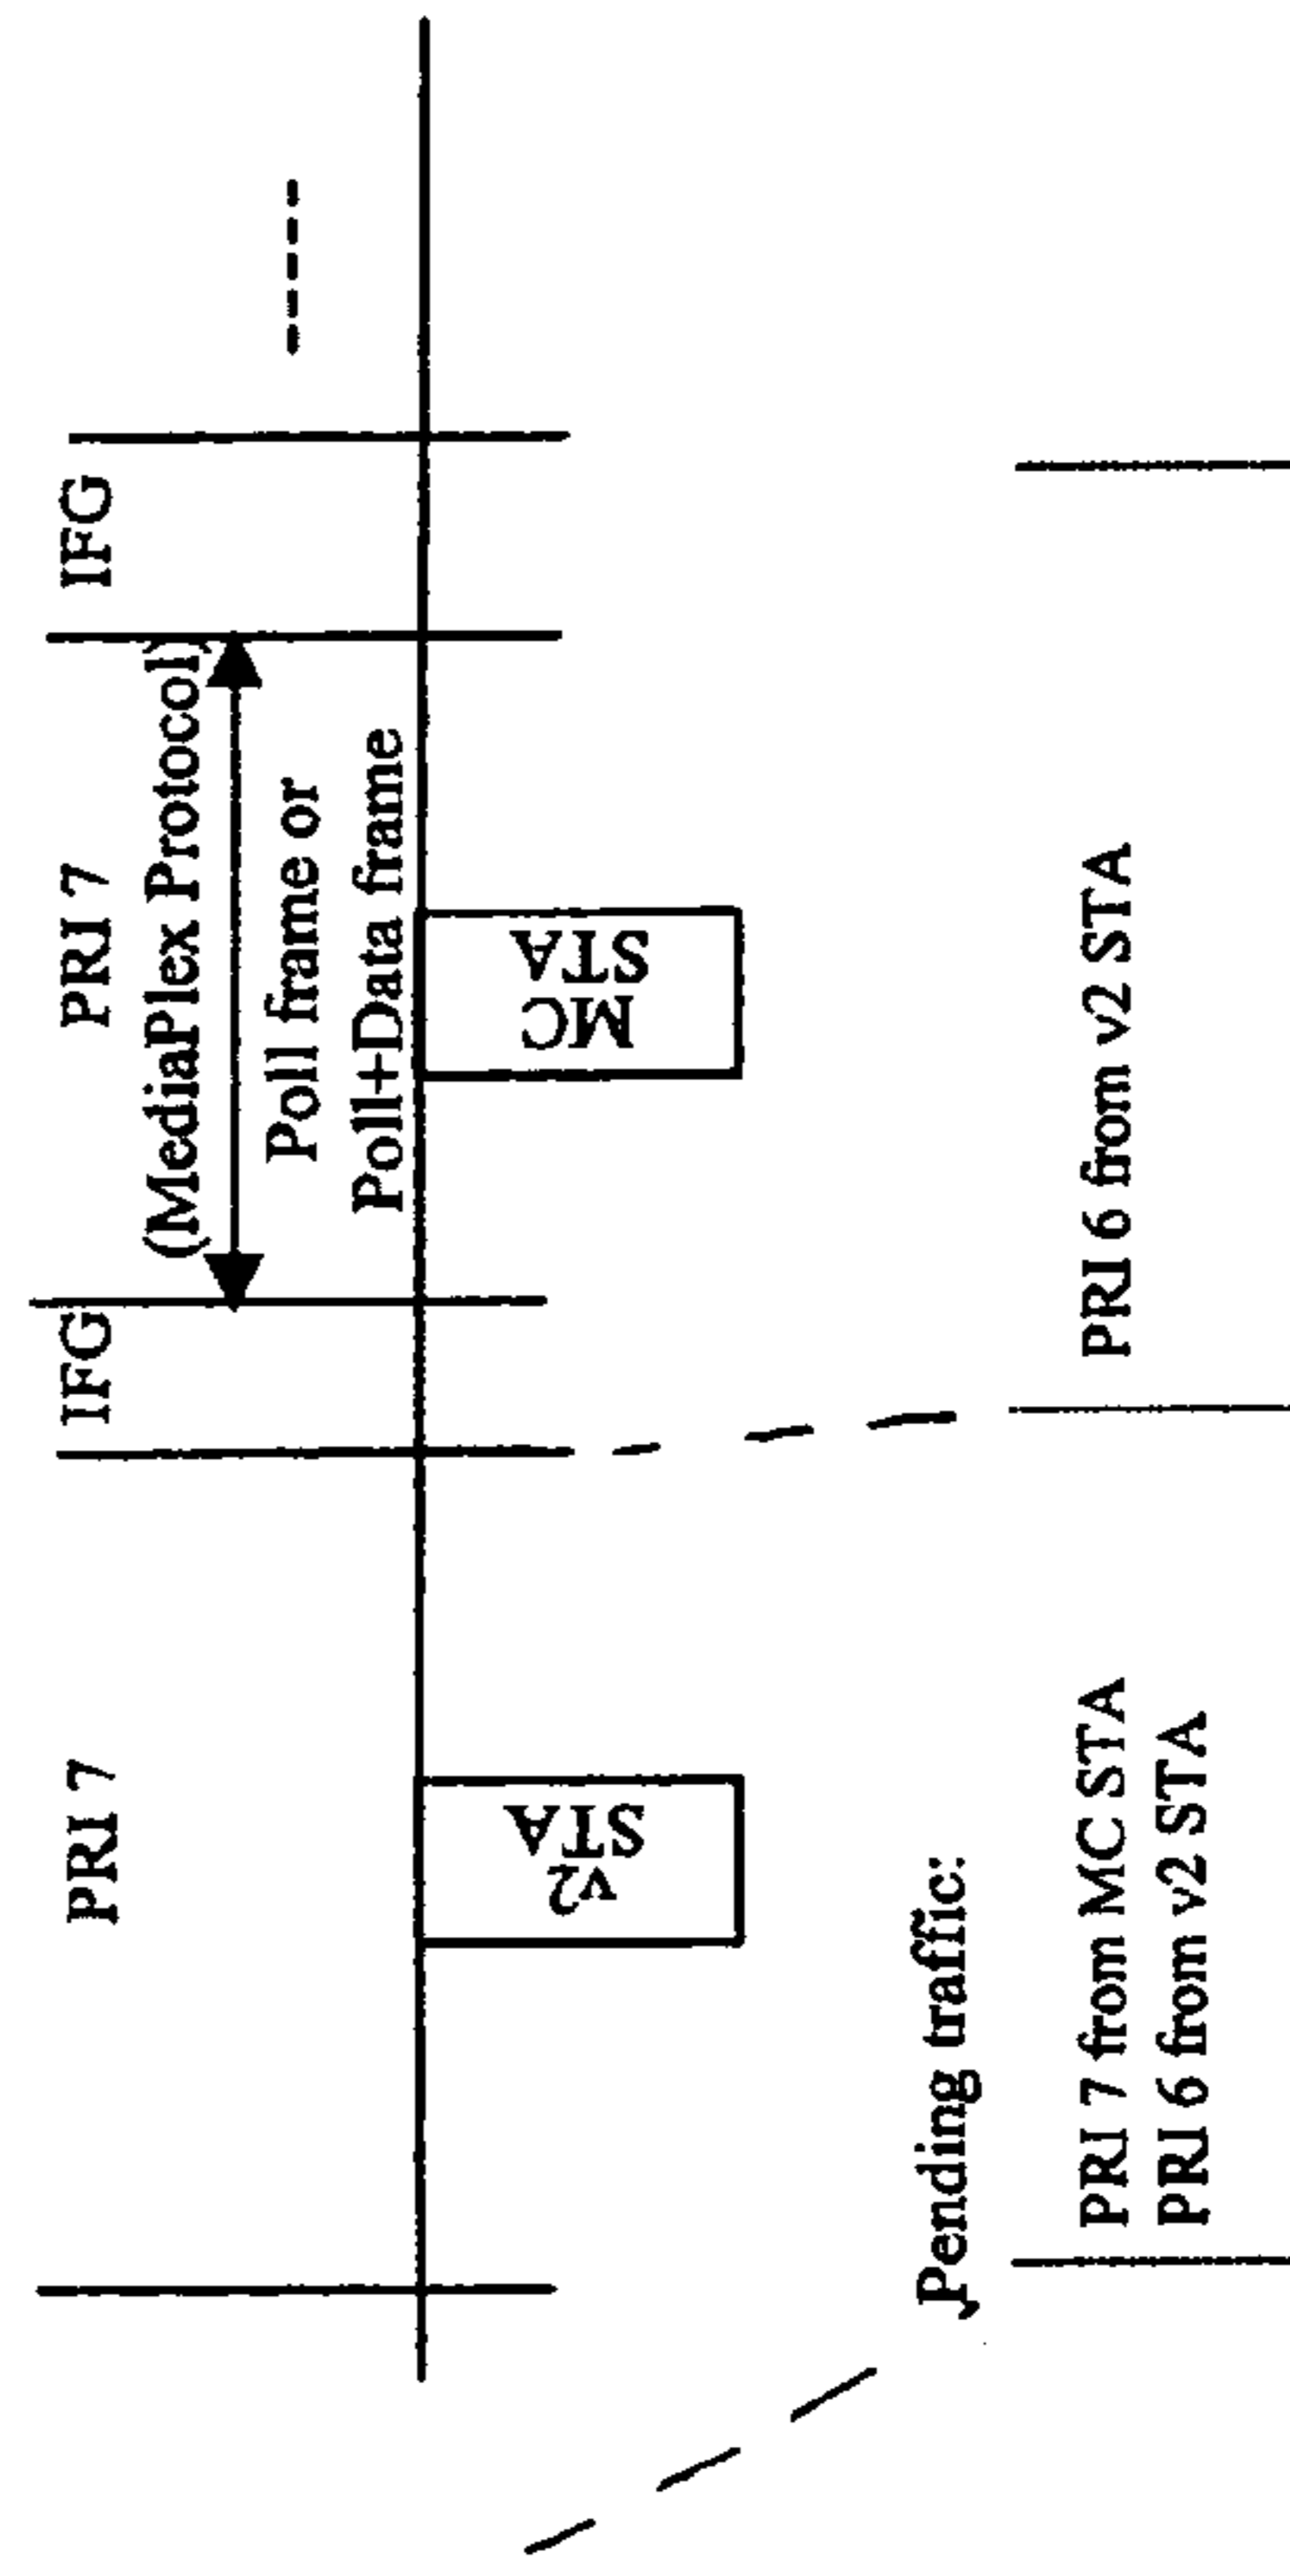 PRI 7
IFG
PRI 7
IFG
(MediaPlex Protocol)
Poll frame or
Poll+Data frame
v2
STA
MC
STA
Pending traffic:
PRI 7 from MC STA
PRI 6 from v2 STA
PRI 6 from v2 STA